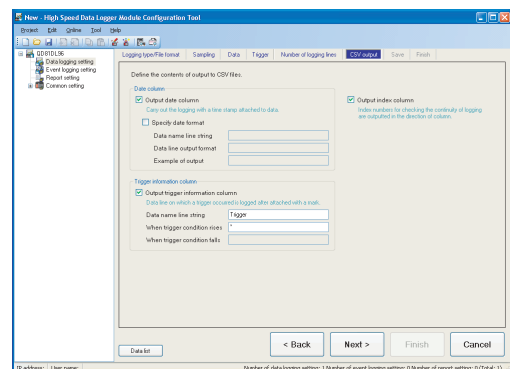 New - High Speed Data Logger Module Configuration Tool
Project Edit Online Tool Help
QD81DL96
Data logging setting
Event logging setting
Report setting
Common setting
Logging type/File format Sampling Data Trigger Number of logging lines CSV output Save Finish
Define the contents of output to CSV files.
Date column
Output date column
Carry out the logging with a time stamp attached to data.
Specify date format
Data name line string
Data line output format
Example of output
Output index column
Index numbers for checking the continuity of logging
are outputted in the direction of column.
Trigger information column
Output trigger information column
Data line on which a trigger occurred is logged after attached with a mark.
Data name line string Trigger
When trigger condition rises *
When trigger condition falls
Data list
< Back Next > Finish Cancel
IP address: User name: Number of data logging setting: 1 Number of event logging setting: 0 Number of report setting: 0 (Total: 1)